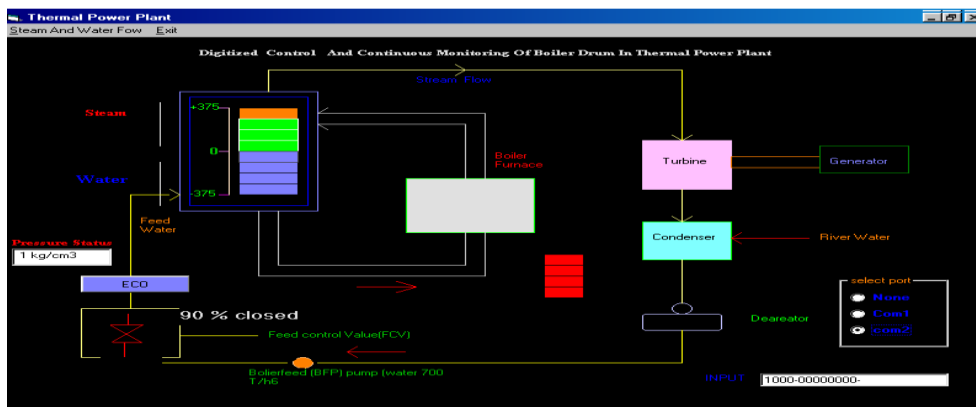 Thermal Power Plant
Steam And Water Fow Exit
Digitized Control And Continuous Monitoring Of Boiler Drum In Thermal Power Plant
Stream Flow
+375
Steam
0
Boiler
Furnace
Turbine
Generator
Water
-375
Feed
Water
Pressure Status
1 kg/cm3
Condenser
River Water
ECO
select port
None
Com1
com2
90 % closed
Feed control Value(FCV)
Deareator
Bolierfeed (BFP) pump (water 700
T/h6
INPUT 1000-00000000-